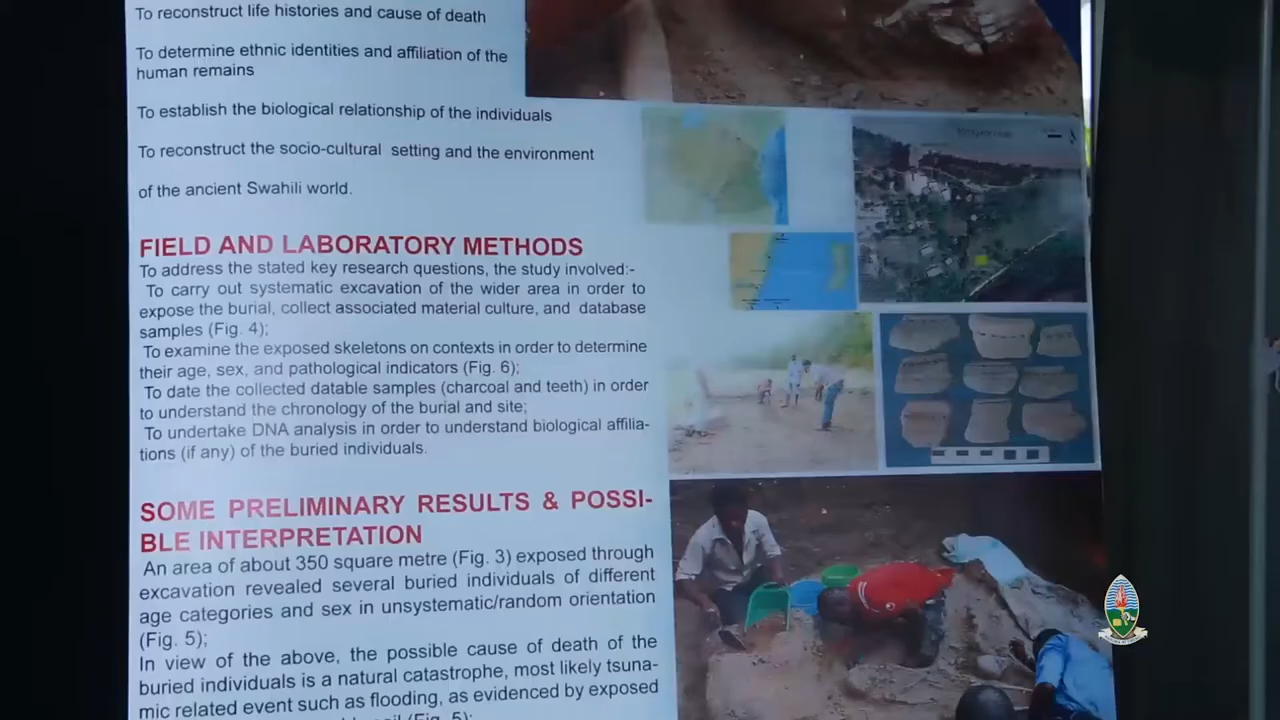 To reconstruct life histories and cause of death
To determine ethnic identities and affiliation of the
human remains
To establish the biological relationship of the individuals
To reconstruct the socio-cultural setting and the environment
of the ancient Swahili world.
FIELD AND LABORATORY METHODS
To address the stated key research questions, the study involved:-
To carry out systematic excavation of the wider area in order to
expose the burial, collect associated material culture, and database
samples (Fig. 4);
To examine the exposed skeletons on contexts in order to determine
their age, sex, and pathological indicators (Fig. 6);
To date the collected datable samples (charcoal and teeth) in order
to understand the chronology of the burial and site;
To undertake DNA analysis in order to understand biological affilia-
tions (if any) of the buried individuals.
SOME PRELIMINARY RESULTS & POSSI-
BLE INTERPRETATION
An area of about 350 square metre (Fig. 3) exposed through
excavation revealed several buried individuals of different
age categories and sex in unsystematic/random orientation
(Fig. 5);
In view of the above, the possible cause of death of the
buried individuals is a natural catastrophe, most likely tsuna-
mic related event such as flooding, as evidenced by exposed
(Fig. 5);